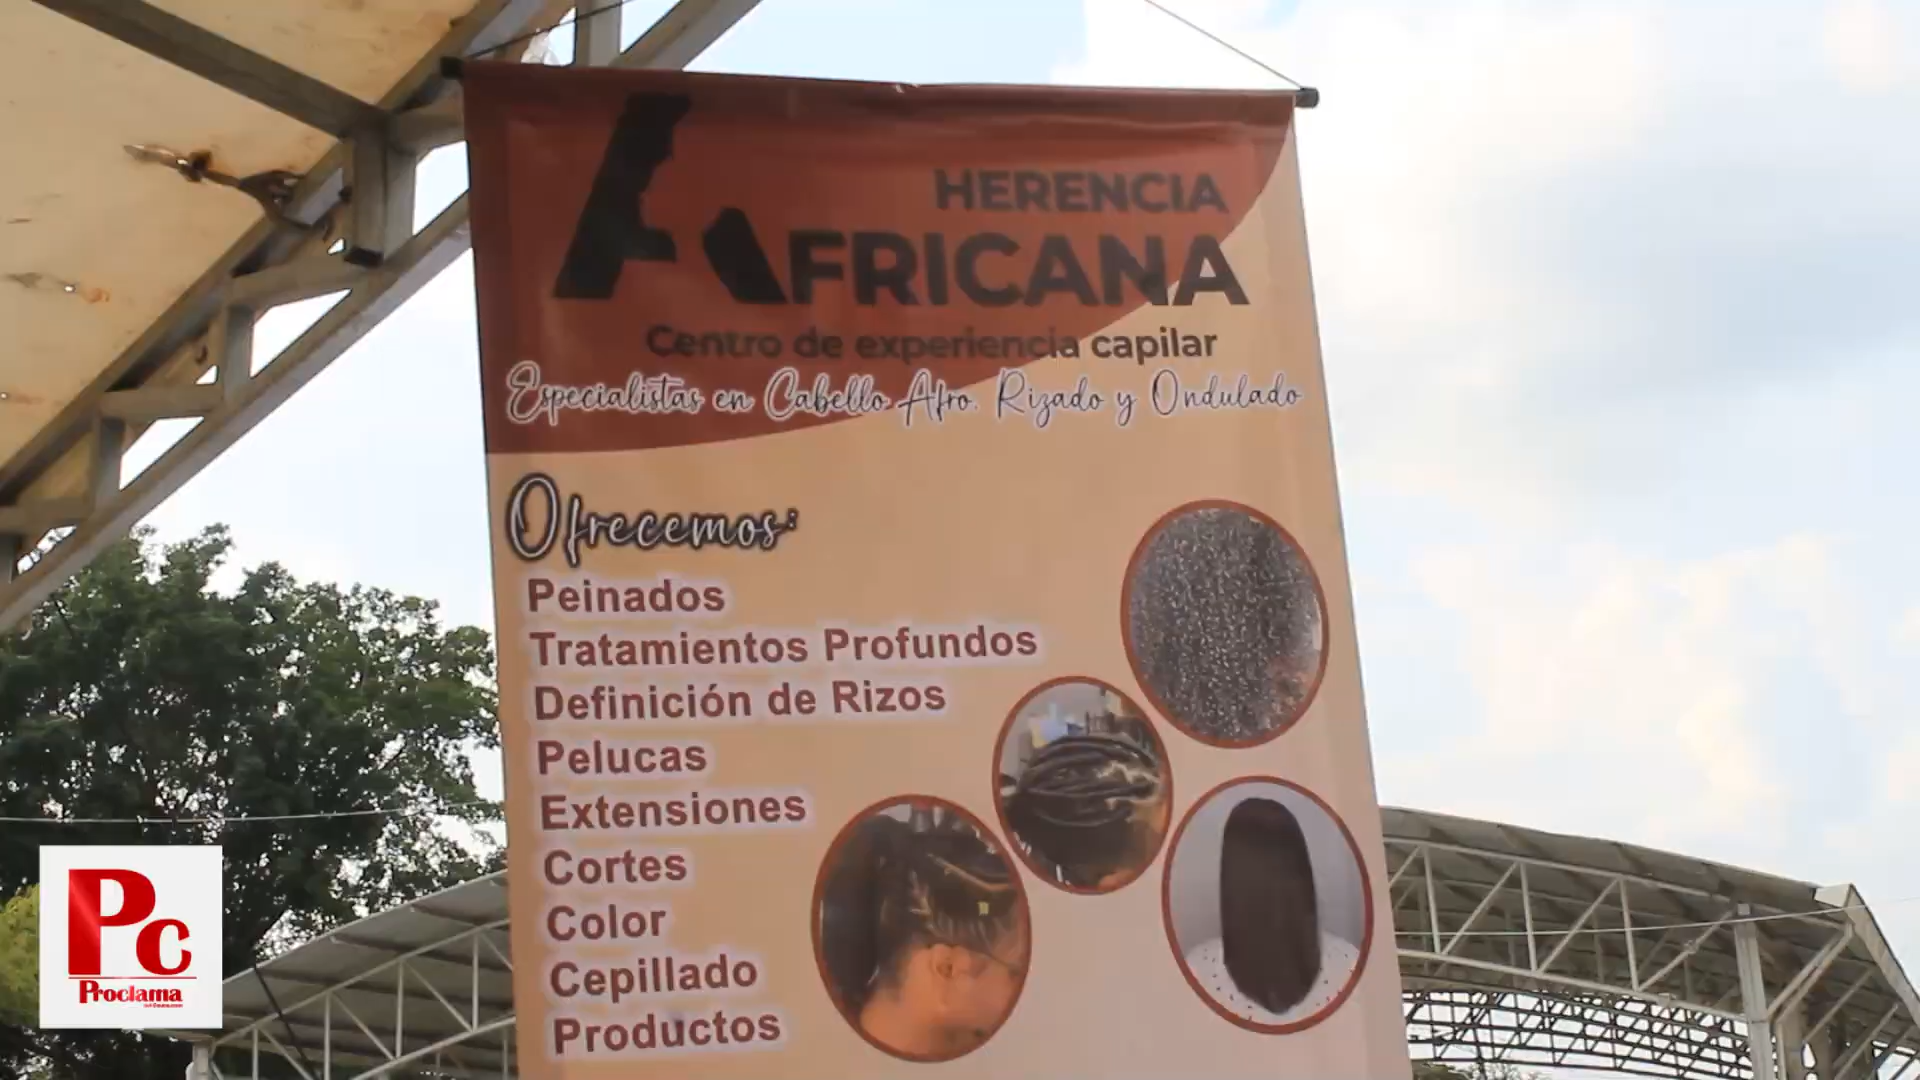 HERENCIA
AFRICANA
Centro de experiencia capilar
Especialistas en Cabello Afro, Rizado y Ondulado
Ofrecemos:
Peinados
Tratamientos Profundos
Definición de Rizos
Pelucas
Extensiones
Cortes
Color
Cepillado
Productos
Pc
Proclama